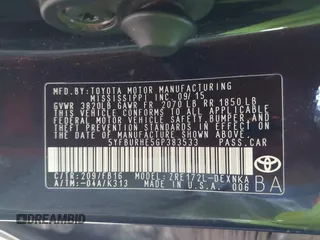 MFD.BY:TOYOTA MOTOR MANUFACTURING
MISSISSIPPI INC. 09/15
GVWR 3820LB GAWR FR 2070 LB RR 1850LB
THIS VEHICLE CONFORMS TO ALL APPLICABLE
FEDERAL MOTOR VEHICLE SAFETY, BUMPER, AND
THEFT PREVENTION STANDARDS IN EFFECT ON
THE DATE OF MANUFACTURE SHOWN ABOVE.
5YFBURHE5GP383533 PASS.CAR
TOYOTA
C/TR:209/FB16 MODEL:ZRE172L-DEXNKA
A/TM:-04A/K313 MADE IN U.S.A. 006 BA
DREAMBID